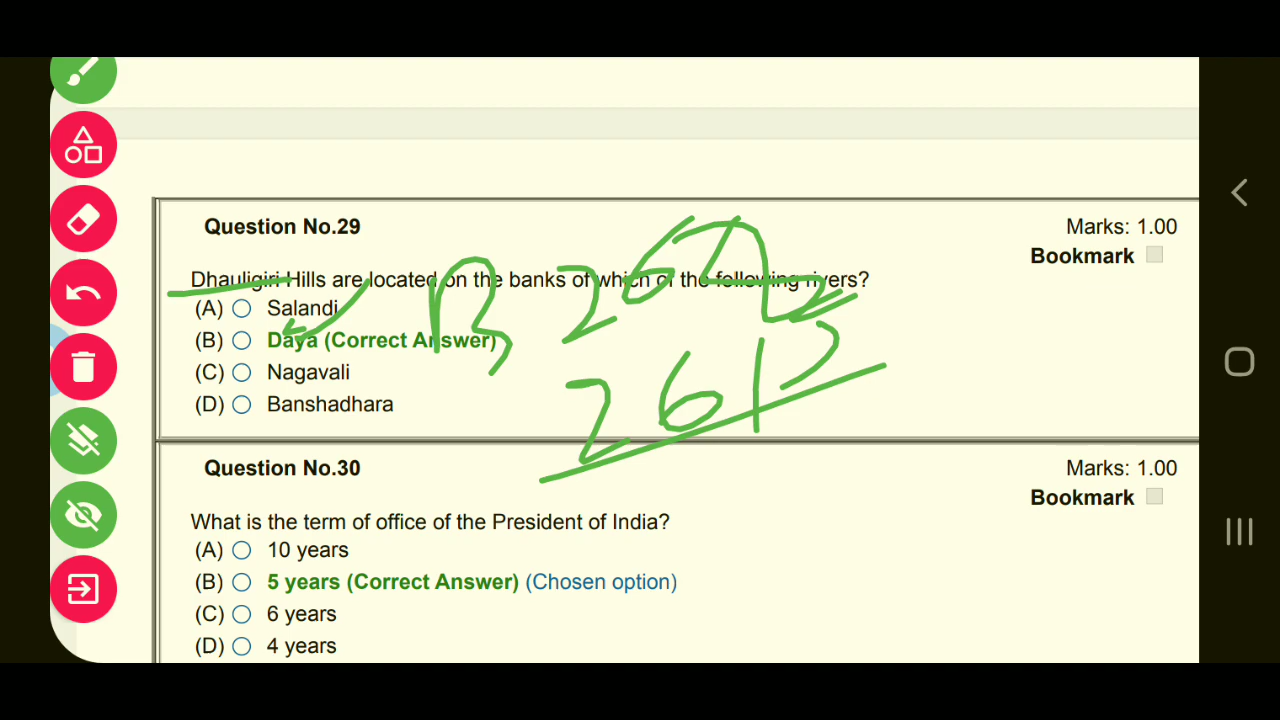 Question No.29 Marks: 1.00
Bookmark
Dhauligiri Hills are located on the banks of which of the following rivers?
(A) Salandi
(B) Daya (Correct Answer)
(C) Nagavali
(D) Banshadhara
Question No.30 Marks: 1.00
Bookmark
What is the term of office of the President of India?
(A) 10 years
(B) 5 years (Correct Answer) (Chosen option)
(C) 6 years
(D) 4 years